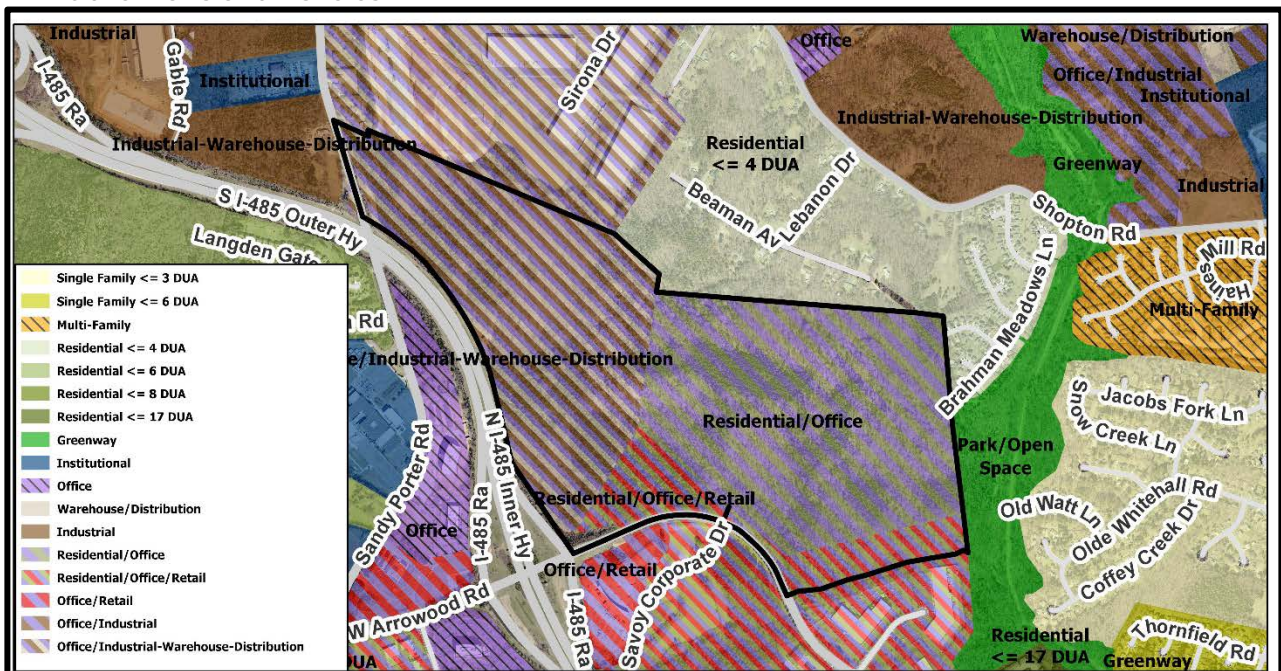 Industrial
Gable Rd
I-485 Ra
Institutional
Sirona Dr
Office
Warehouse/Distribution
Office/Industrial
Institutional
Industrial-Warehouse-Distribution
Residential
<= 4 DUA
Industrial-Warehouse-Distribution
Greenway
Industrial
Beaman Av
Lebanon Dr
Shopton Rd
S I-485 Outer Hy
Langden Gate
Brahman Meadows Ln
Haines Mill Rd
Multi-Family
Single Family <= 3 DUA
Single Family <= 6 DUA
Multi-Family
Residential <= 4 DUA
Residential <= 6 DUA
Residential <= 8 DUA
Residential <= 17 DUA
Greenway
Institutional
Office
Warehouse/Distribution
Industrial
Residential/Office
Residential/Office/Retail
Office/Retail
Office/Industrial
Office/Industrial-Warehouse-Distribution
Rd
e/Industrial-Warehouse-Distribution
N I-485 Inner Hy
Sandy Porter Rd
Residential/Office
Snow Creek Ln
Jacobs Fork Ln
Park/Open
Space
Old Watt Ln
Olde Whitehall Rd
Coffey Creek Dr
Residential/Office/Retail
Office
I-485 Ra
Office/Retail
W Arrowood Rd
I-485 Ra
Savoy Corporate Dr
DUA
Residential
<= 17 DUA
Greenway
Thornfield Rd